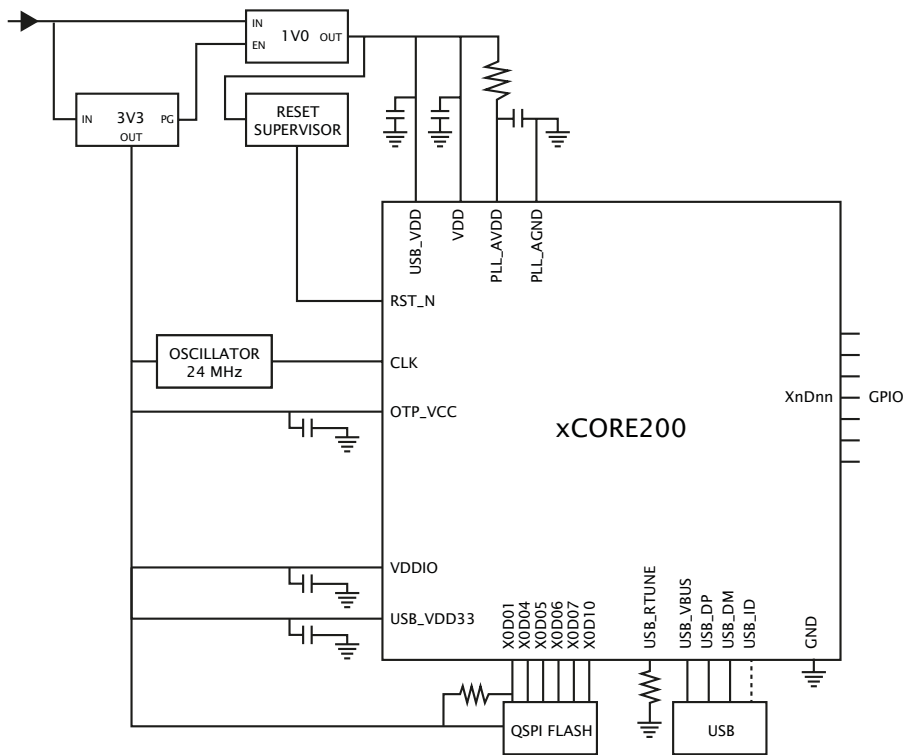 IN
1V0
OUT
EN
IN
3V3
PG
OUT
RESET
SUPERVISOR
USB_VDD
VDD
PLL_AVDD
PLL_AGND
RST_N
OSCILLATOR
24 MHz
CLK
OTP_VCC
XnDnn
GPIO
xCORE200
VDDIO
USB_VDD33
X0D01
X0D04
X0D05
X0D06
X0D07
X0D10
USB_RTUNE
USB_VBUS
USB_DP
USB_DM
USB_ID
GND
QSPI FLASH
USB